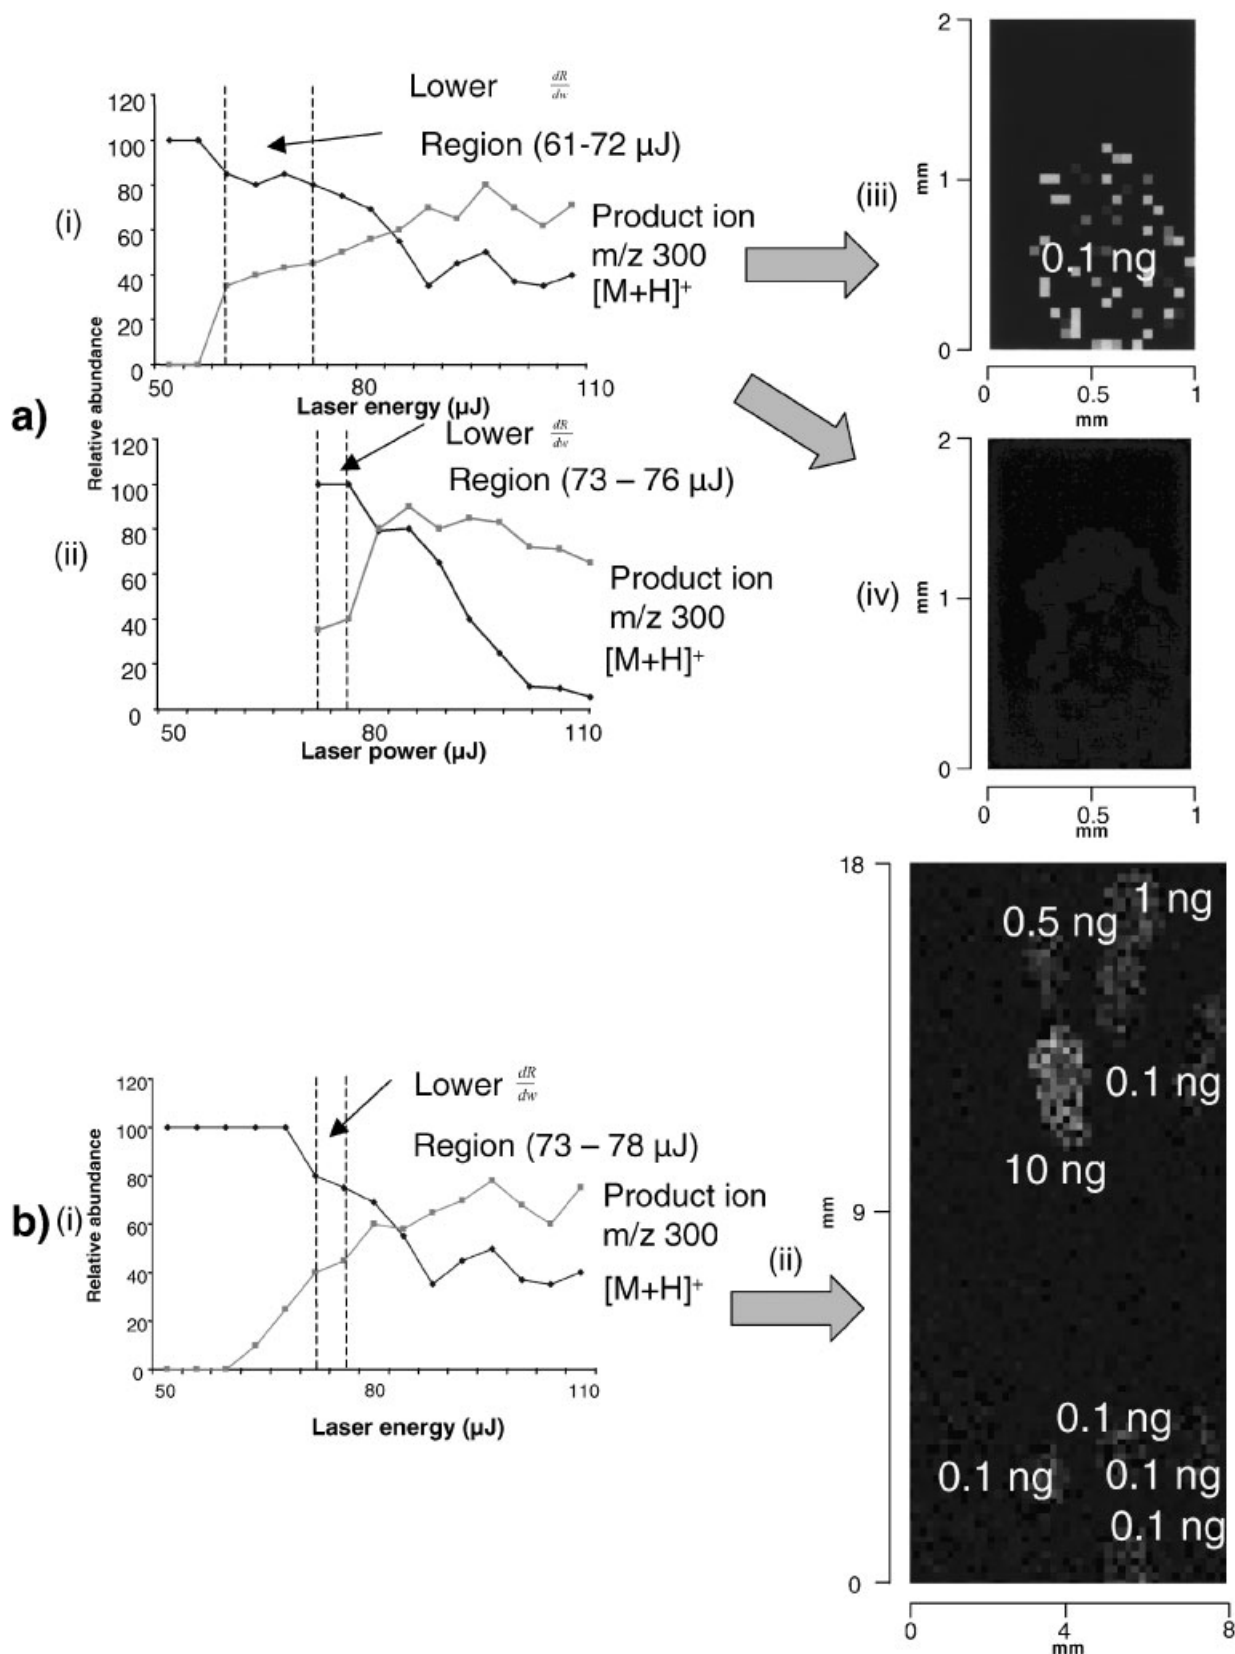 a)
(i)
Relative abundance
120
100
80
60
40
20
0
50
80
110
Laser energy (µJ)
Lower dR/dw
Region (61-72 µJ)
Product ion
m/z 300
[M+H]+
(ii)
120
100
80
60
40
20
0
50
80
110
Laser power (µJ)
Lower dR/dw
Region (73 – 76 µJ)
Product ion
m/z 300
[M+H]+
(iii)
mm
2
1
0
0.1 ng
0
0.5
1
mm
(iv)
mm
2
1
0
0
0.5
1
mm
b)
(i)
Relative abundance
120
100
80
60
40
20
0
50
80
110
Laser energy (µJ)
Lower dR/dw
Region (73 – 78 µJ)
Product ion
m/z 300
[M+H]+
(ii)
mm
18
9
0
1 ng
0.5 ng
0.1 ng
10 ng
0.1 ng
0.1 ng
0.1 ng
0.1 ng
0
4
8
mm